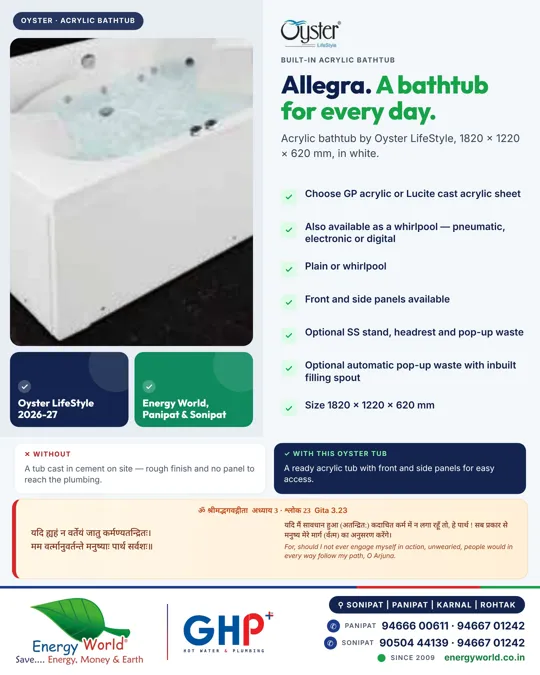 OYSTER · ACRYLIC BATHTUB
Oyster
LifeStyle
BUILT-IN ACRYLIC BATHTUB
Allegra. A bathtub
for every day.
Acrylic bathtub by Oyster LifeStyle, 1820 × 1220
× 620 mm, in white.
Choose GP acrylic or Lucite cast acrylic sheet
Also available as a whirlpool — pneumatic,
electronic or digital
Plain or whirlpool
Front and side panels available
Optional SS stand, headrest and pop-up waste
Optional automatic pop-up waste with inbuilt
filling spout
Size 1820 × 1220 × 620 mm
Oyster LifeStyle
2026-27
Energy World,
Panipat & Sonipat
✕ WITHOUT
A tub cast in cement on site — rough finish and no panel to
reach the plumbing.
✓ WITH THIS OYSTER TUB
A ready acrylic tub with front and side panels for easy
access.
ॐ श्रीमद्भगवद्गीता अध्याय 3 · श्लोक 23 Gita 3.23
यदि ह्यहं न वर्तेयं जातु कर्मण्यतन्द्रितः।
मम वर्त्मानुवर्तन्ते मनुष्याः पार्थ सर्वशः॥
यदि मैं सावधान हुआ (अतन्द्रितः) कदाचित कर्म में न लगा रहूँ तो, हे पार्थ ! सब प्रकार से
मनुष्य मेरे मार्ग (वर्त्म) का अनुसरण करेंगे।
For, should I not ever engage myself in action, unwearied, people would in
every way follow my path, O Arjuna.
Energy World
Save.... Energy, Money & Earth
GHP+
HOT WATER & PLUMBING
SONIPAT | PANIPAT | KARNAL | ROHTAK
PANIPAT 94666 00611 · 94667 01242
SONIPAT 90504 44139 · 94667 01242
SINCE 2009 energyworld.co.in